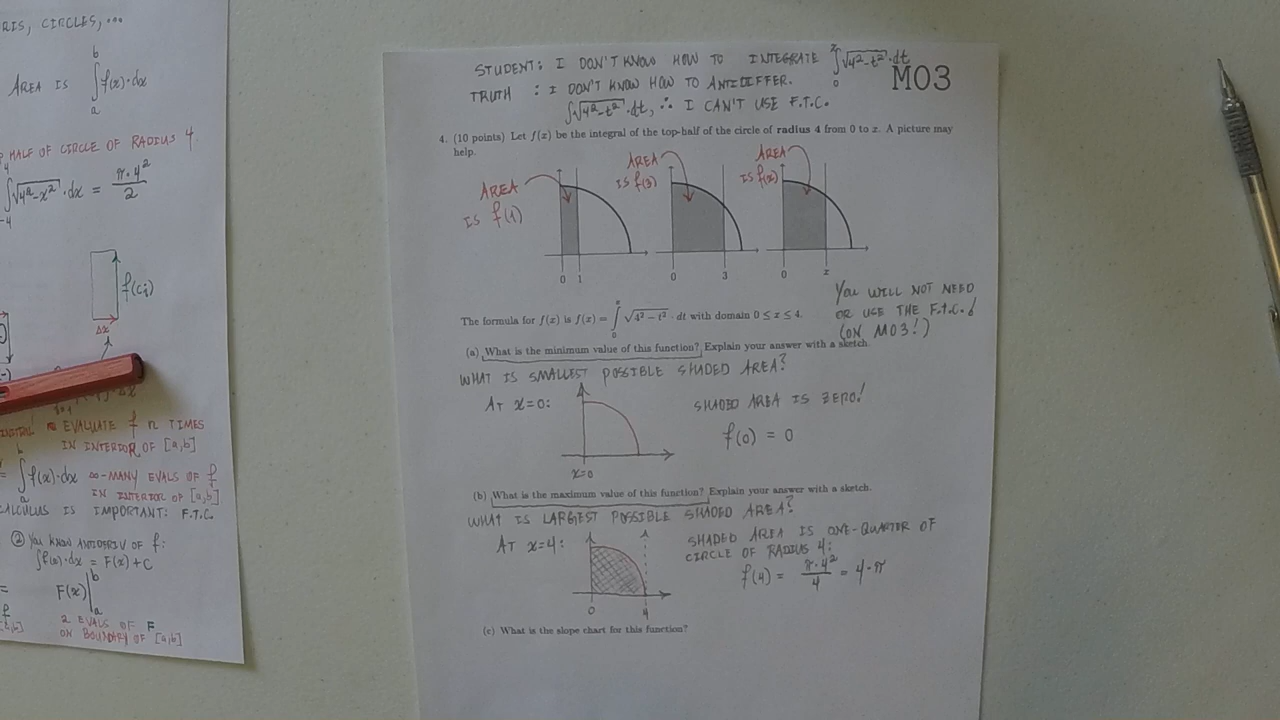 RIS, CIRCLES, ...
AREA IS ∫ₐᵇ f(x)·dx
HALF OF CIRCLE OF RADIUS 4
∫₋₄⁴ √4²-x² · dx = π·4²/2
f(cᵢ)
Δx
EVALUATE f n TIMES
IN INTERIOR OF [a,b]
= ∫ₐᵇ f(x)·dx ∞-MANY EVALS OF f
IN INTERIOR OF [a,b]
CALCULUS IS IMPORTANT: F.T.C.
② YOU KNOW ANTIDERIV OF f:
∫f(x)·dx = F(x)+C
= F(x)|ₐᵇ
2 EVALS OF F
ON BOUNDARY OF [a,b]
STUDENT: I DON'T KNOW HOW TO INTEGRATE ∫₀ˣ √4²-t² · dt
M03
TRUTH : I DON'T KNOW HOW TO ANTIDIFFER.
∫√4²-t² · dt, ∴ I CAN'T USE F.T.C.
4. (10 points) Let f(x) be the integral of the top-half of the circle of radius 4 from 0 to x. A picture may
help.
AREA IS f(1)
AREA IS f(3)
AREA IS f(x)
0 1
0 3
0 x
YOU WILL NOT NEED
OR USE THE F.T.C.!
(ON M03!)
The formula for f(x) is f(x) = ∫₀ˣ √4² − t² · dt with domain 0 ≤ x ≤ 4.
(a) What is the minimum value of this function? Explain your answer with a sketch.
WHAT IS SMALLEST POSSIBLE SHADED AREA?
AT x=0:
x=0
SHADED AREA IS ZERO!
f(0) = 0
(b) What is the maximum value of this function? Explain your answer with a sketch.
WHAT IS LARGEST POSSIBLE SHADED AREA?
AT x=4:
0 4
SHADED AREA IS ONE-QUARTER OF
CIRCLE OF RADIUS 4:
f(4) = π·4²/4 = 4·π
(c) What is the slope chart for this function?